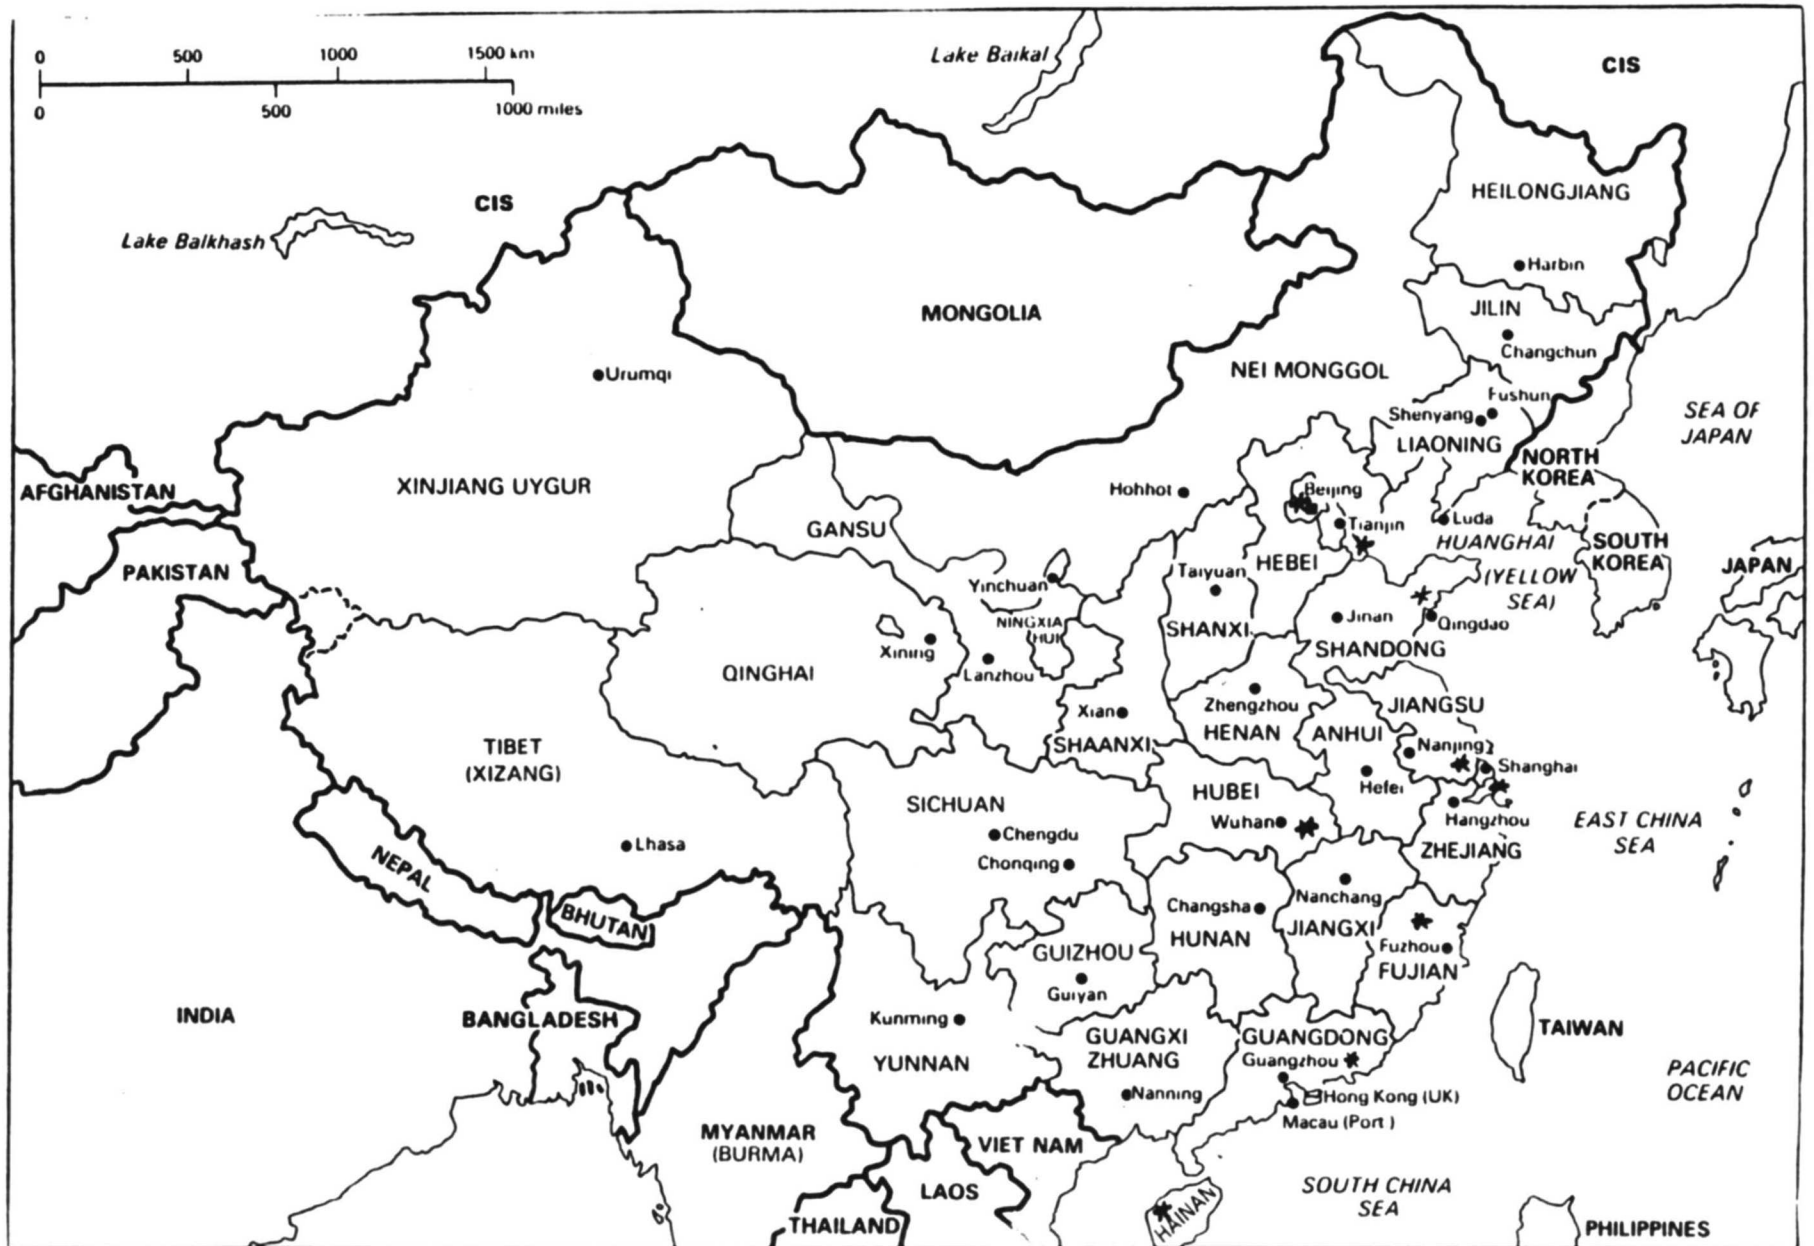 0 500 1000 1500 km
0 500 1000 miles
Lake Baikal
CIS
CIS
Lake Balkhash
HEILONGJIANG
Harbin
MONGOLIA
JILIN
Changchun
NEI MONGGOL
Urumqi
Fushun
Shenyang
LIAONING
SEA OF
JAPAN
NORTH
KOREA
AFGHANISTAN
XINJIANG UYGUR
Hohhot
Beijing
GANSU
Tianjin
Luda
HUANGHAI
(YELLOW
SEA)
SOUTH
KOREA
JAPAN
PAKISTAN
HEBEI
Taiyuan
Yinchuan
NINGXIA
HUI
SHANXI
Jinan
Qingdao
SHANDONG
Xining
Lanzhou
QINGHAI
Zhengzhou
HENAN
JIANGSU
Xian
SHAANXI
ANHUI
Nanjing
Shanghai
TIBET
(XIZANG)
Hefei
HUBEI
SICHUAN
Wuhan
Hangzhou
ZHEJIANG
EAST CHINA
SEA
Chengdu
Chonqing
Lhasa
NEPAL
BHUTAN
Nanchang
JIANGXI
Changsha
HUNAN
Fuzhou
FUJIAN
GUIZHOU
Guiyan
INDIA
BANGLADESH
Kunming
YUNNAN
GUANGXI
ZHUANG
GUANGDONG
Guangzhou
TAIWAN
PACIFIC
OCEAN
Nanning
Hong Kong (UK)
Macau (Port)
MYANMAR
(BURMA)
VIET NAM
LAOS
THAILAND
HAINAN
SOUTH CHINA
SEA
PHILIPPINES